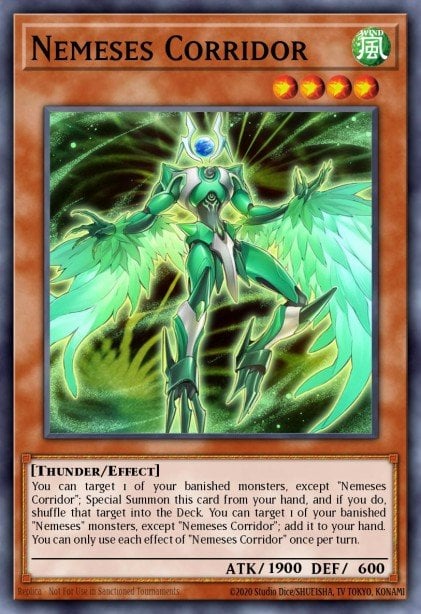 NEMESES CORRIDOR
WIND
風
[THUNDER/EFFECT]
You can target 1 of your banished monsters, except "Nemeses
Corridor"; Special Summon this card from your hand, and if you do,
shuffle that target into the Deck. You can target 1 of your banished
"Nemeses" monsters, except "Nemeses Corridor"; add it to your hand.
You can only use each effect of "Nemeses Corridor" once per turn.
ATK/1900 DEF/ 600
Replica - Not For Use in Sanctioned Tournaments
©2020 Studio Dice/SHUEISHA, TV TOKYO, KONAMI